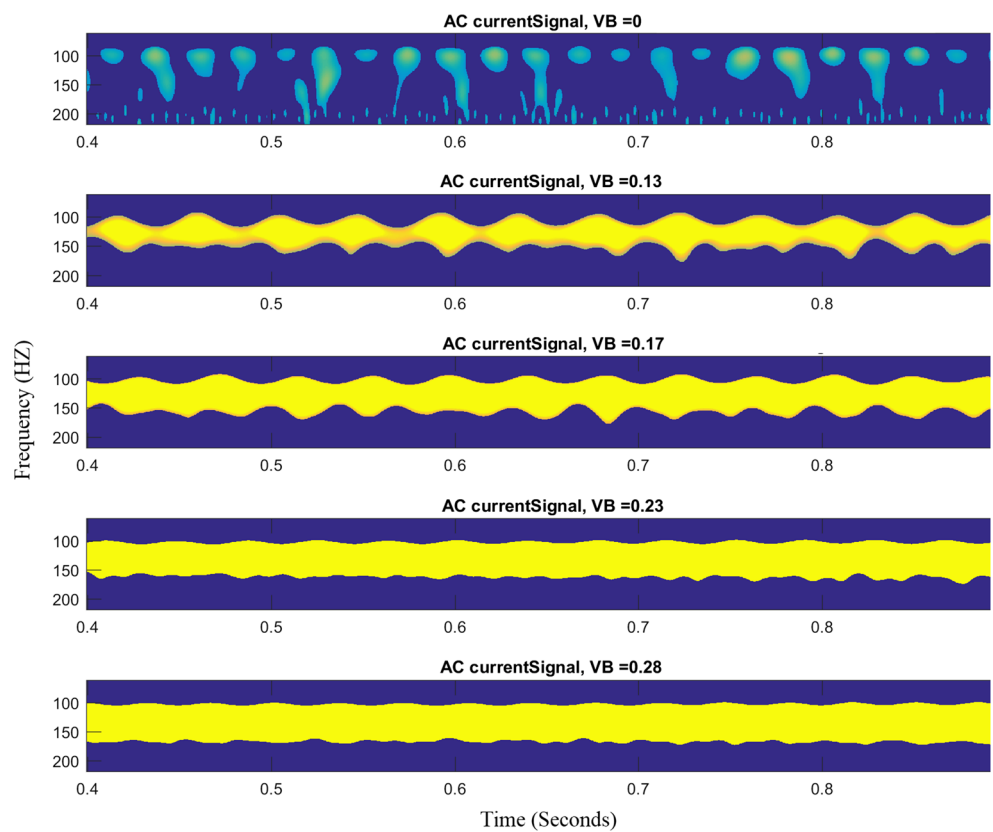 AC currentSignal, VB =0
100
150
200
0.4 0.5 0.6 0.7 0.8
AC currentSignal, VB =0.13
100
150
200
0.4 0.5 0.6 0.7 0.8
AC currentSignal, VB =0.17
100
150
200
0.4 0.5 0.6 0.7 0.8
Frequency (HZ)
AC currentSignal, VB =0.23
100
150
200
0.4 0.5 0.6 0.7 0.8
AC currentSignal, VB =0.28
100
150
200
0.4 0.5 0.6 0.7 0.8
Time (Seconds)